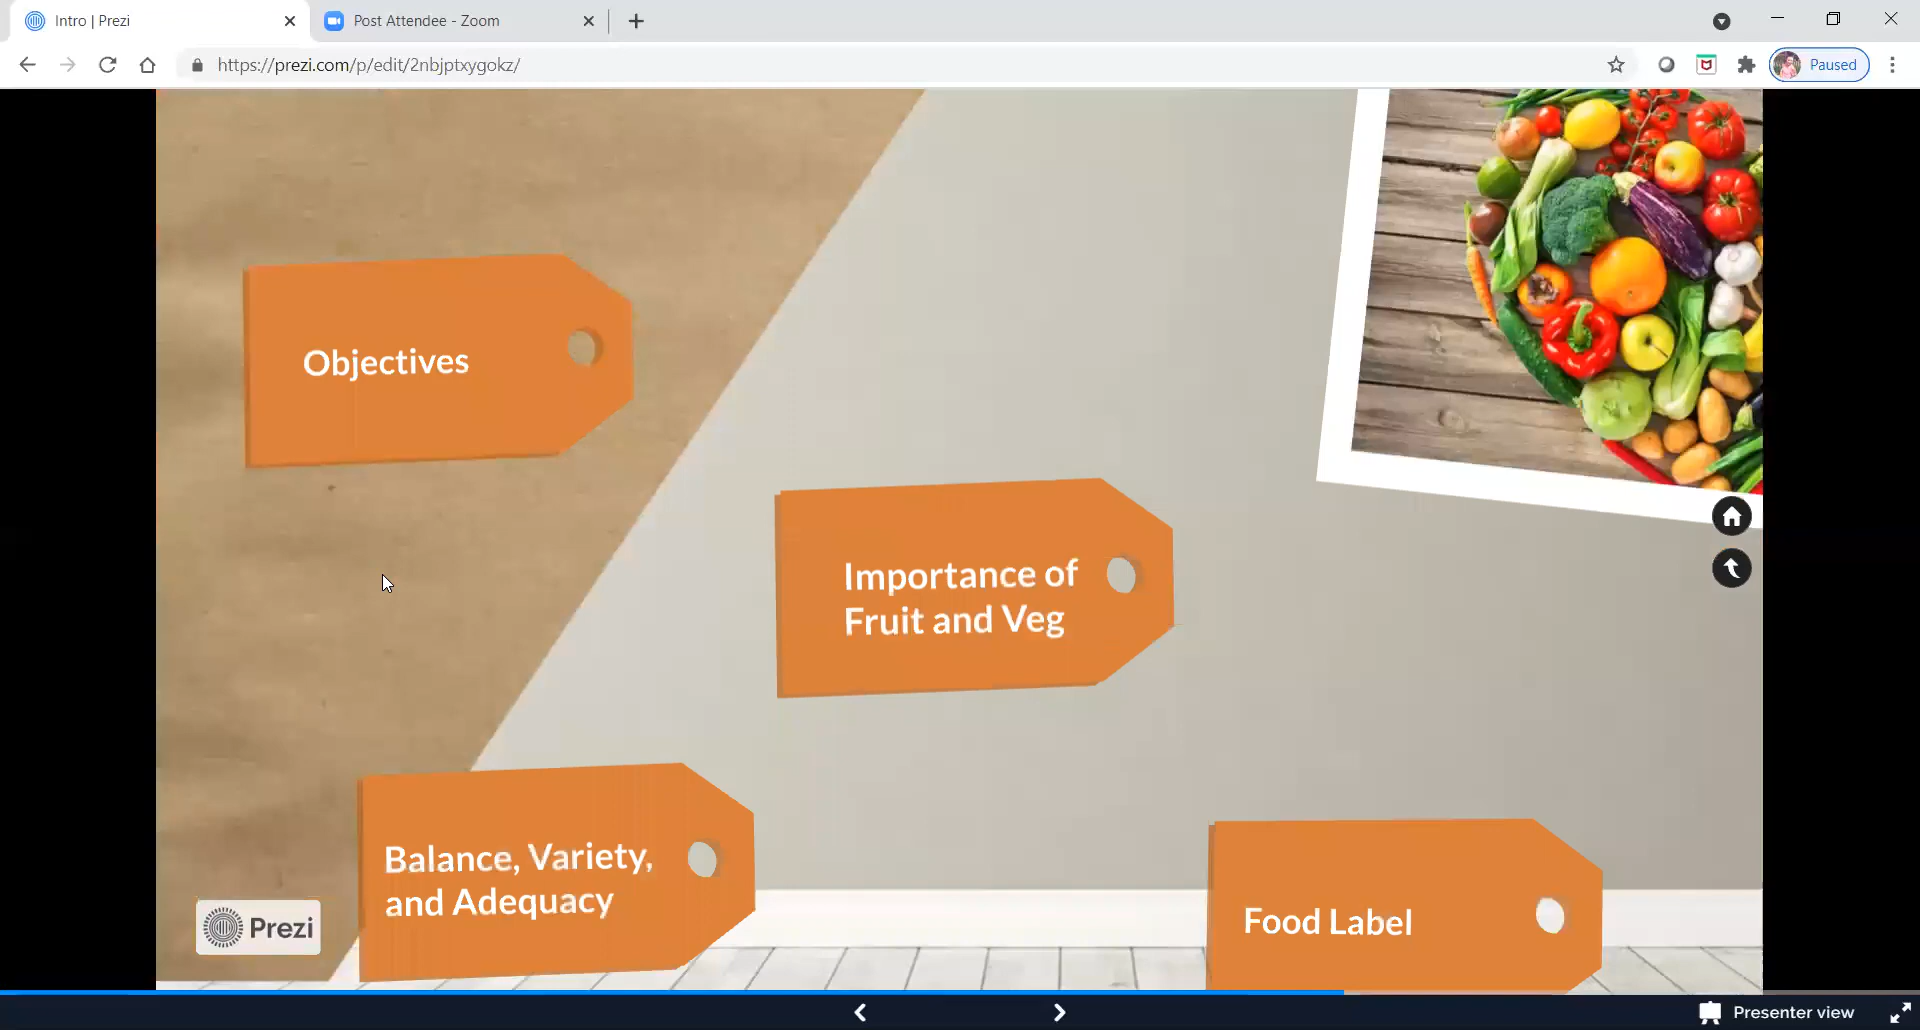 Intro | Prezi
Post Attendee - Zoom
https://prezi.com/p/edit/2nbjptxygokz/
Paused
Objectives
Importance of
Fruit and Veg
Balance, Variety,
and Adequacy
Food Label
Prezi
Presenter view